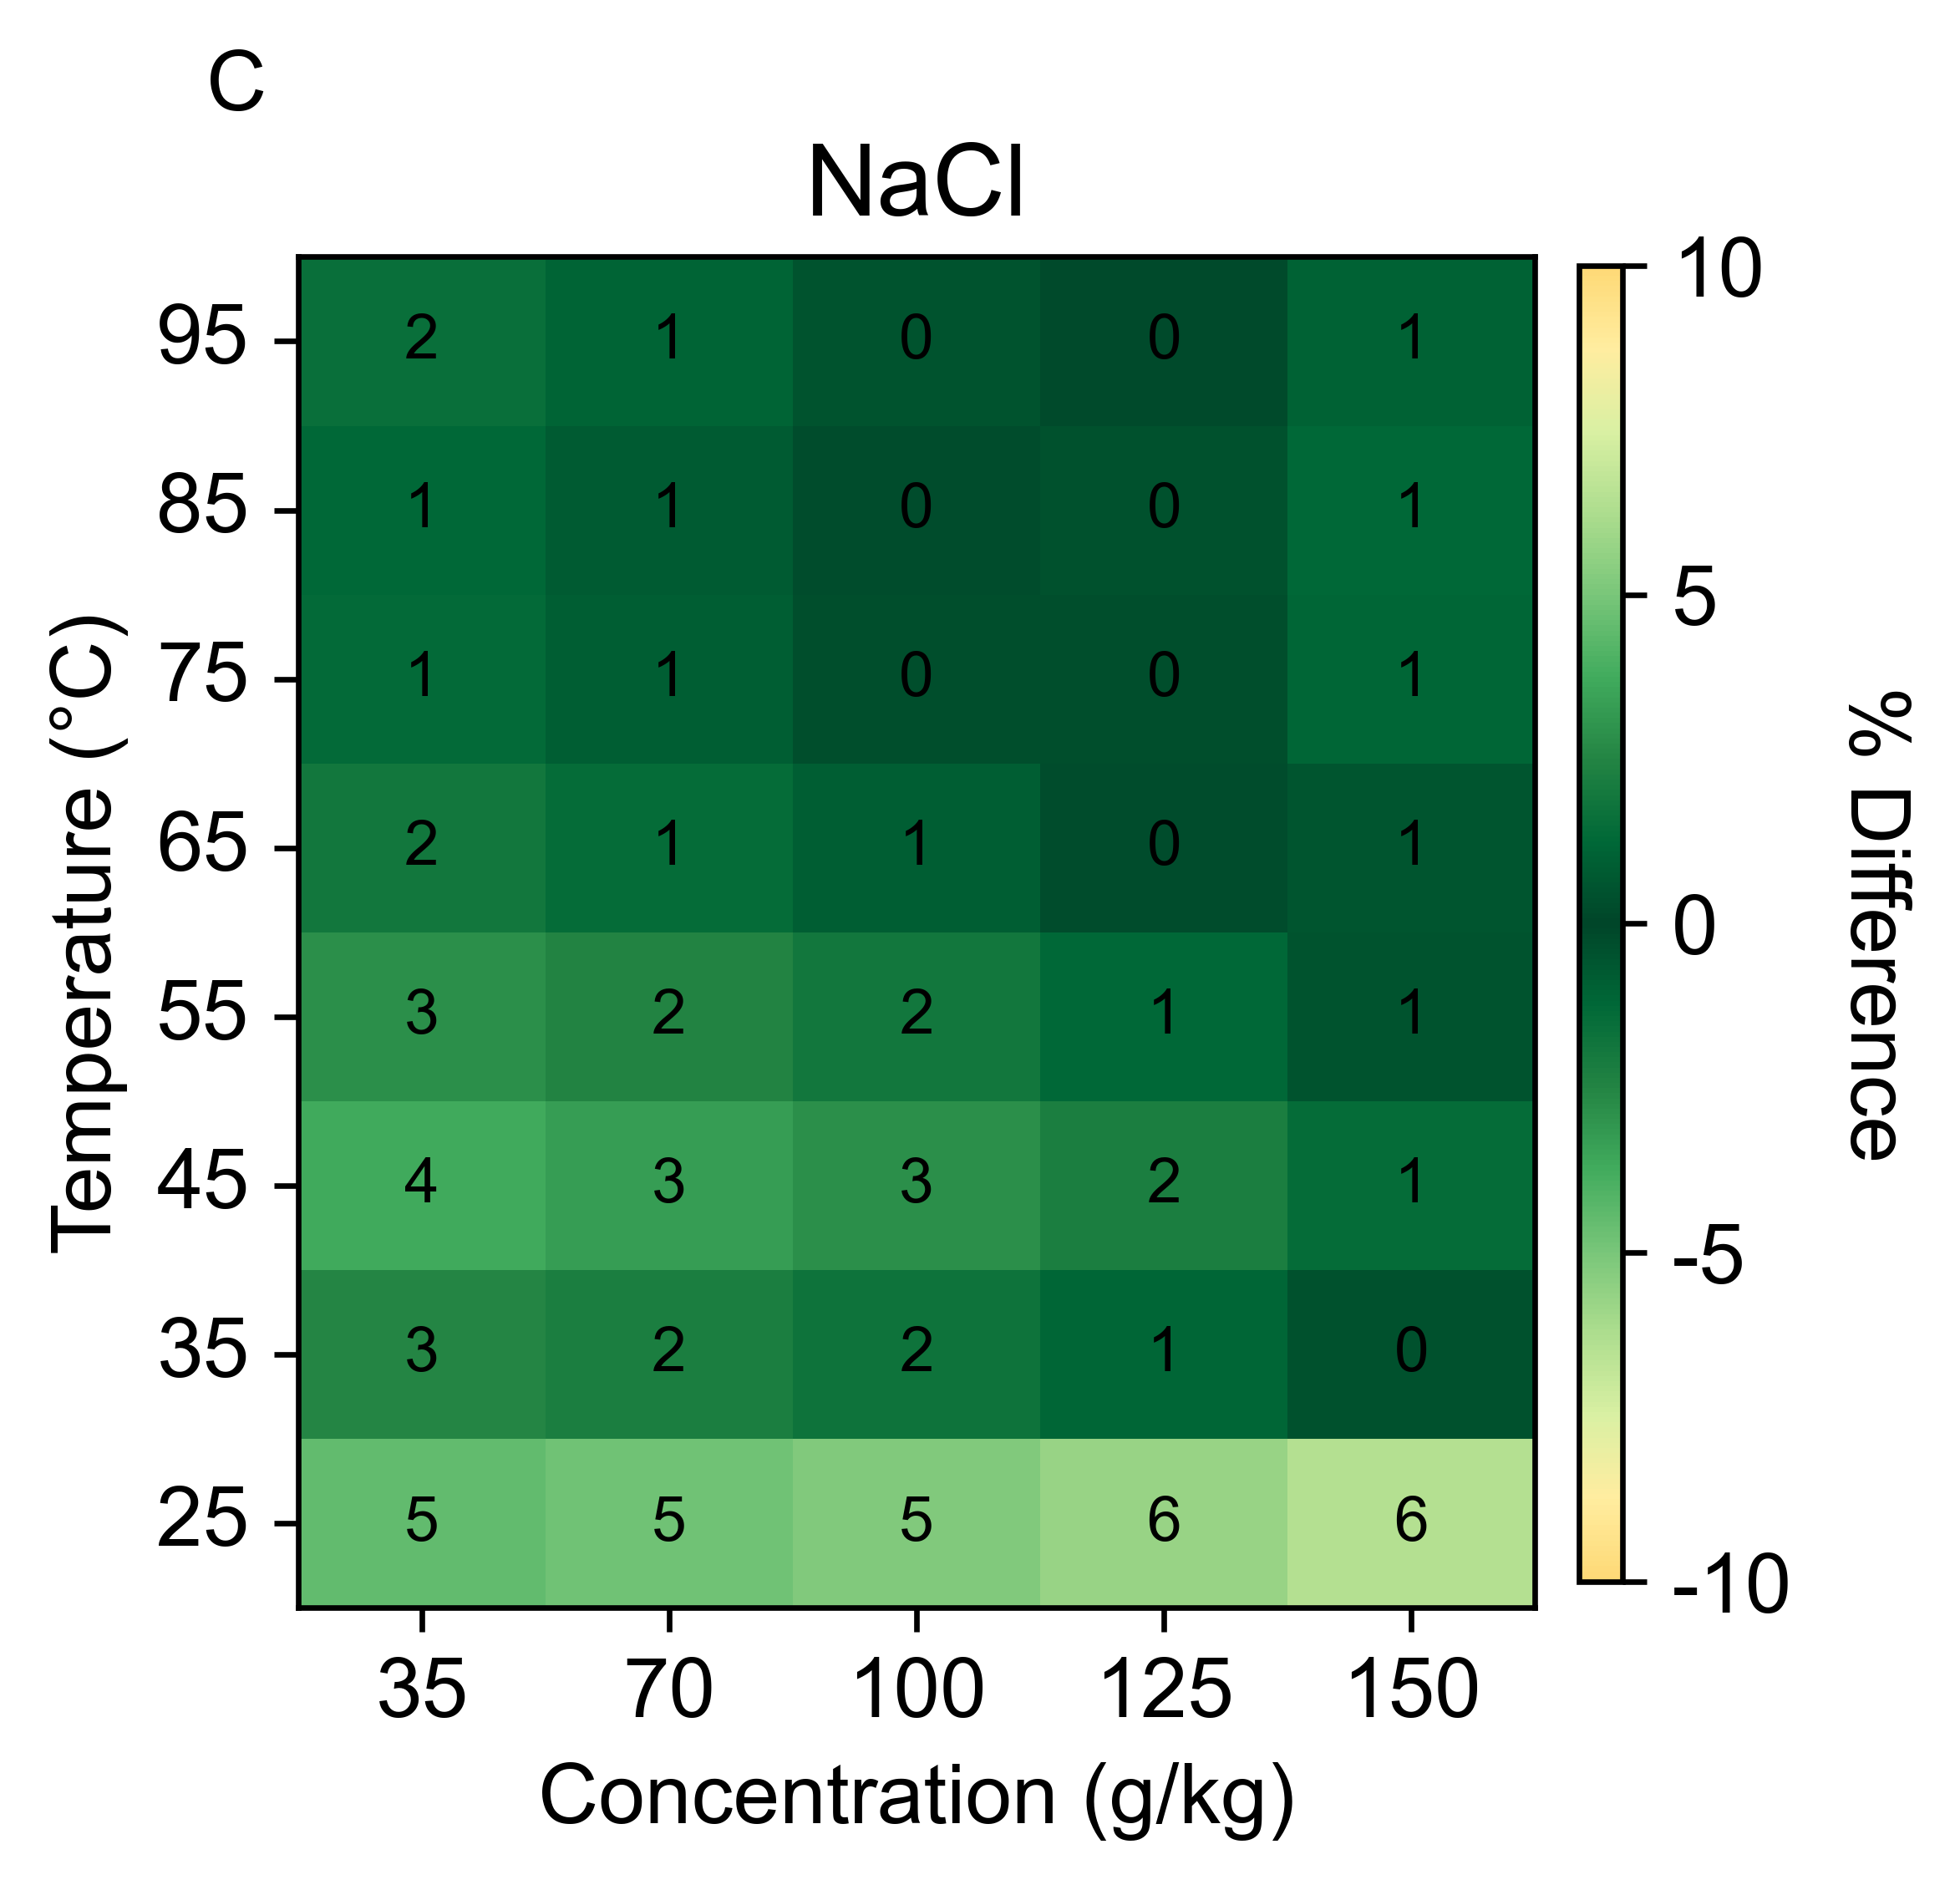 C
NaCl
95 2 1 0 0 1
85 1 1 0 0 1
75 1 1 0 0 1
65 2 1 1 0 1
55 3 2 2 1 1
45 4 3 3 2 1
35 3 2 2 1 0
25 5 5 5 6 6
35 70 100 125 150
Concentration (g/kg)
Temperature (°C)
10
5
0
-5
-10
% Difference